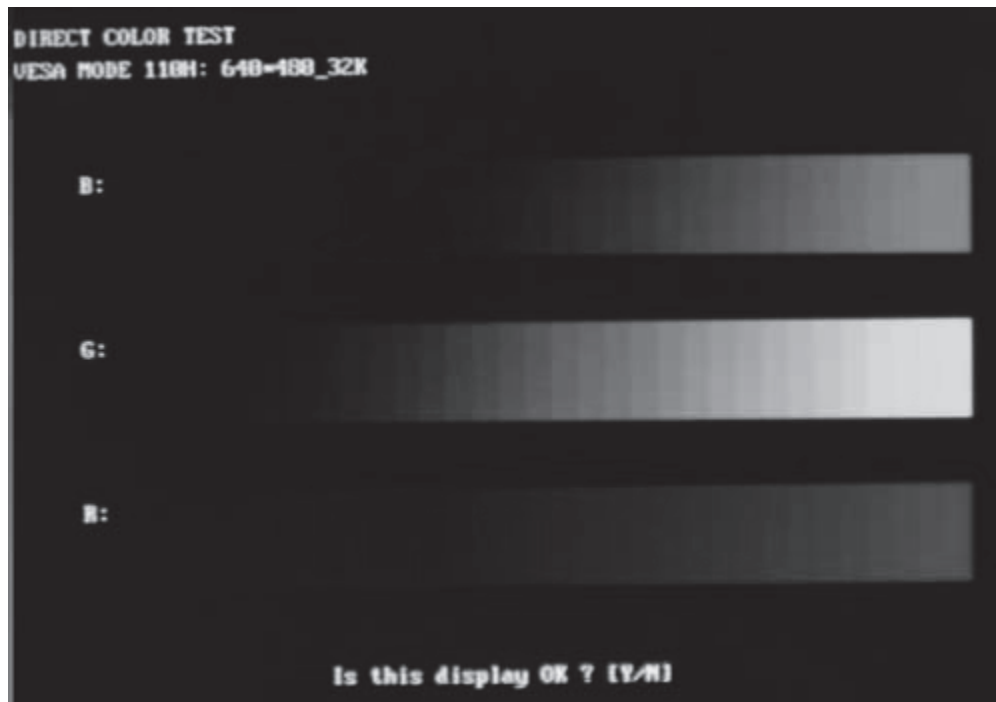 DIRECT COLOR TEST
VESA MODE 110H: 640*480_32K
B:
G:
R:
Is this display OK ? [Y/N]